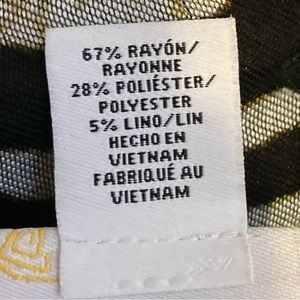 67% RAYÓN/
RAYONNE
28% POLIÉSTER/
POLYESTER
5% LINO/LIN
HECHO EN
VIETNAM
FABRIQUÉ AU
VIETNAM